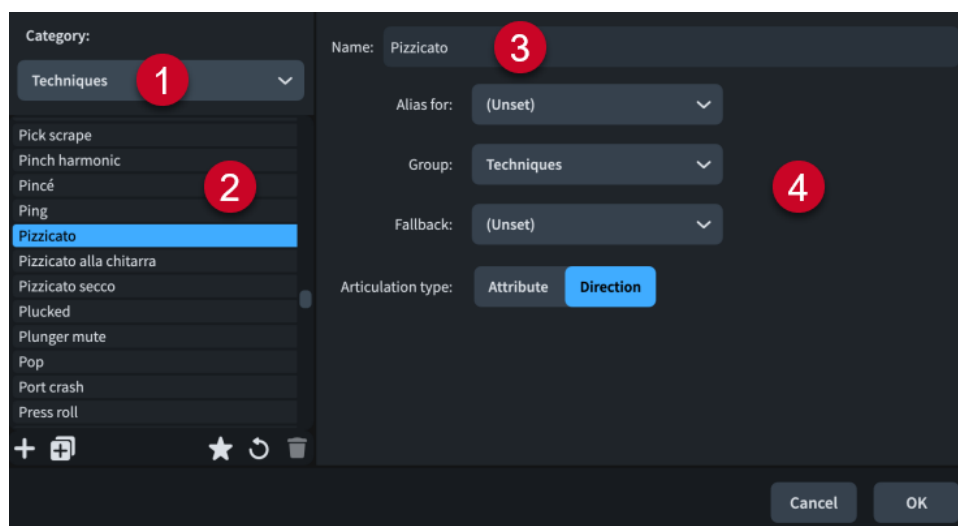 Category:
Techniques
1
Pick scrape
Pinch harmonic
Pincé
2
Ping
Pizzicato
Pizzicato alla chitarra
Pizzicato secco
Plucked
Plunger mute
Pop
Port crash
Press roll
Name: Pizzicato
3
Alias for: (Unset)
Group: Techniques
4
Fallback: (Unset)
Articulation type: Attribute Direction
Cancel OK